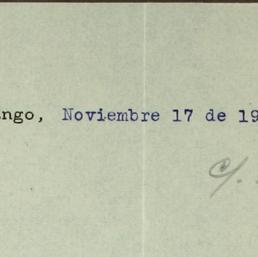 ngo, Noviembre 17 de 19
c/.